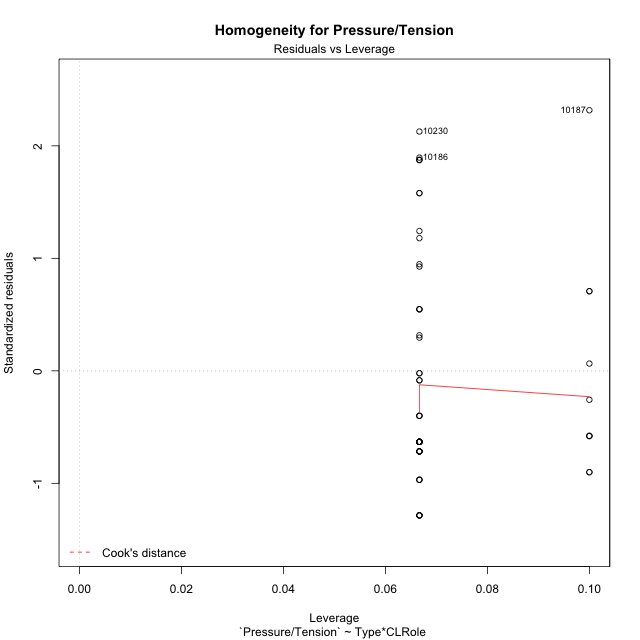 Homogeneity for Pressure/Tension
Residuals vs Leverage
10187
10230
10186
2
1
0
-1
Standardized residuals
Cook's distance
0.00 0.02 0.04 0.06 0.08 0.10
Leverage
`Pressure/Tension` ~ Type*CLRole